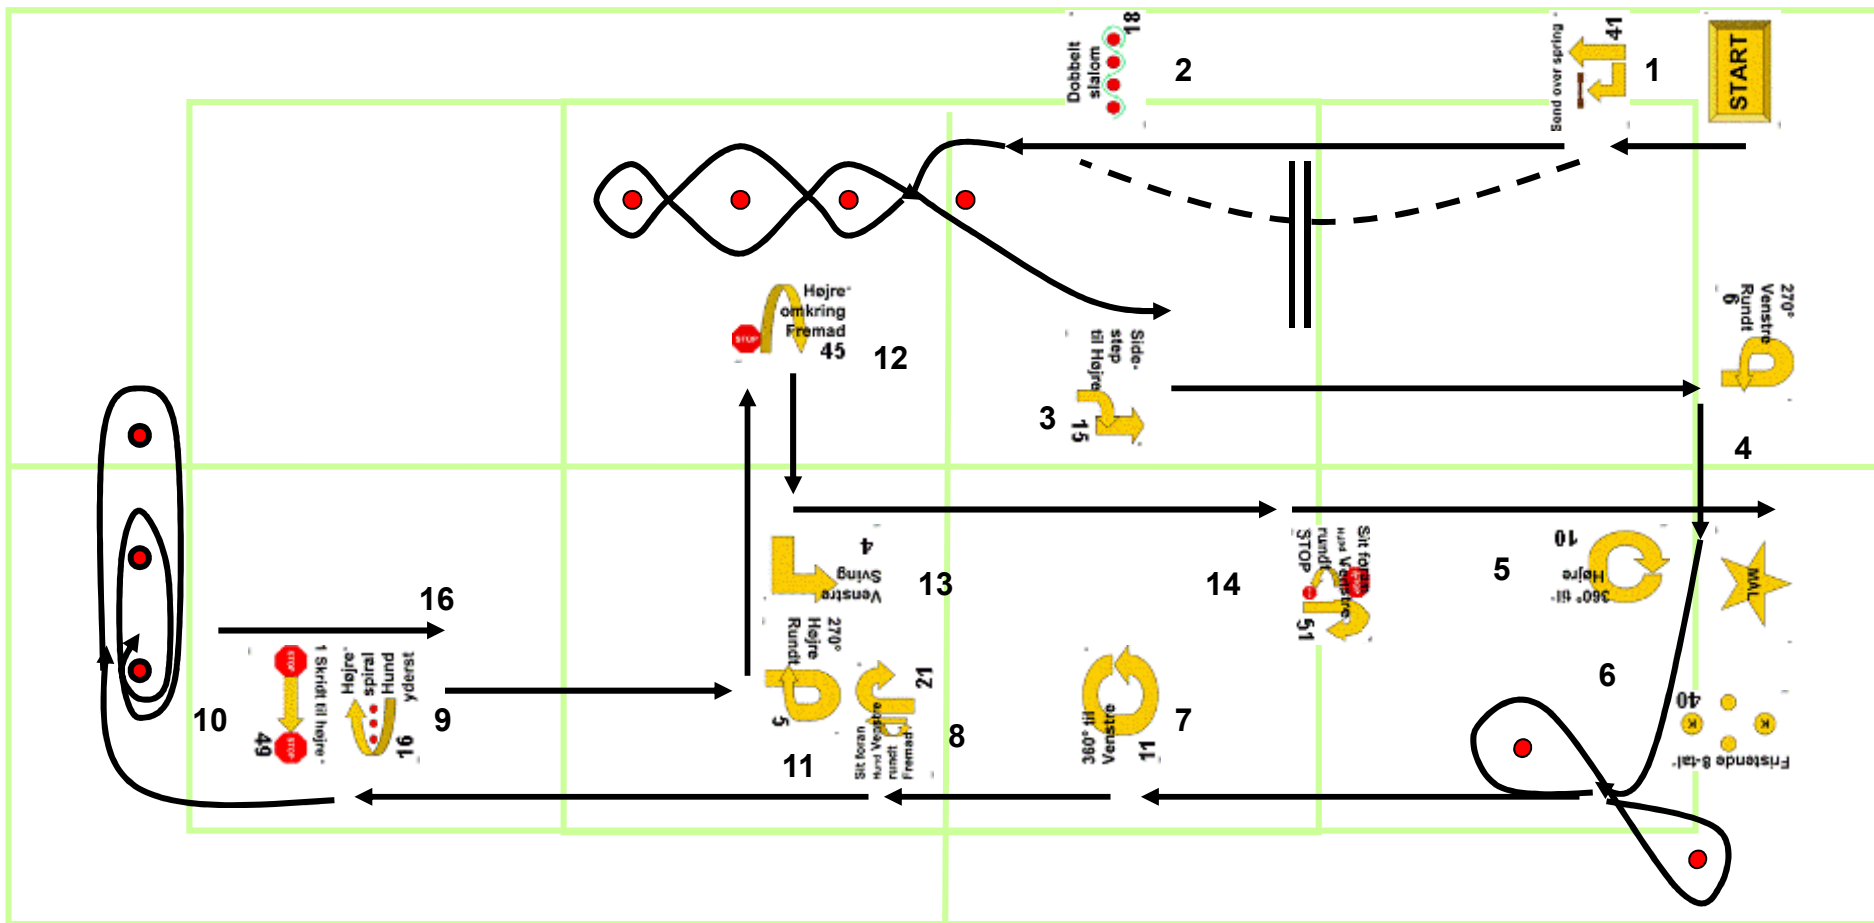 START
1
41
Send over spring
2
18
Dobbelt
slalom
270°
Venstre
Rundt
6
Side-
step
til Højre
15
3
4
Højre-
omkring
Fremad
45
STOP
12
4
Venstre
Sving
13
14
Sit foran
Hund Venstre
rundt
STOP
51
5
10
360° til
Højre
MÅL
6
40
K
K
Fristende 8-tal
7
360° til
Venstre
11
8
21
Sit foran
Hund Venstre
rundt
Fremad
270°
Højre
Rundt
5
11
16
9
Højre
spiral
Hund
yderst
16
10
STOP
STOP
1 Skridt til højre
49